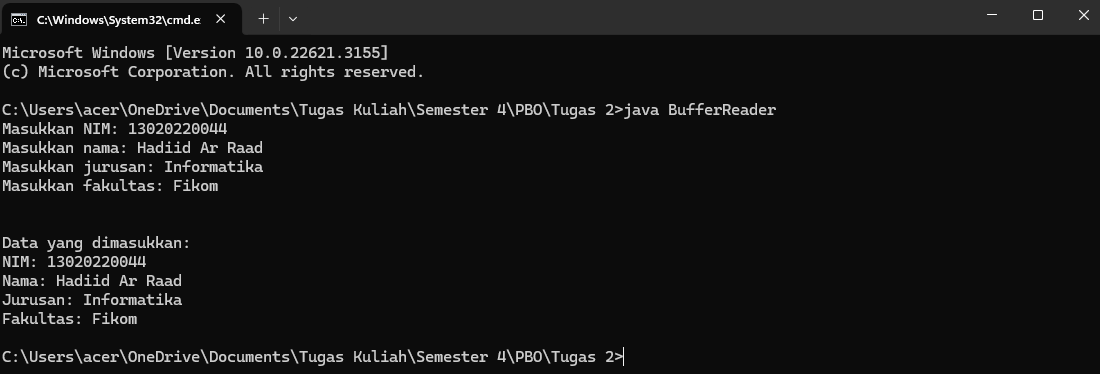 C:\Windows\System32\cmd.e:
Microsoft Windows [Version 10.0.22621.3155]
(c) Microsoft Corporation. All rights reserved.
C:\Users\acer\OneDrive\Documents\Tugas Kuliah\Semester 4\PBO\Tugas 2>java BufferReader
Masukkan NIM: 13020220044
Masukkan nama: Hadiid Ar Raad
Masukkan jurusan: Informatika
Masukkan fakultas: Fikom
Data yang dimasukkan:
NIM: 13020220044
Nama: Hadiid Ar Raad
Jurusan: Informatika
Fakultas: Fikom
C:\Users\acer\OneDrive\Documents\Tugas Kuliah\Semester 4\PBO\Tugas 2>